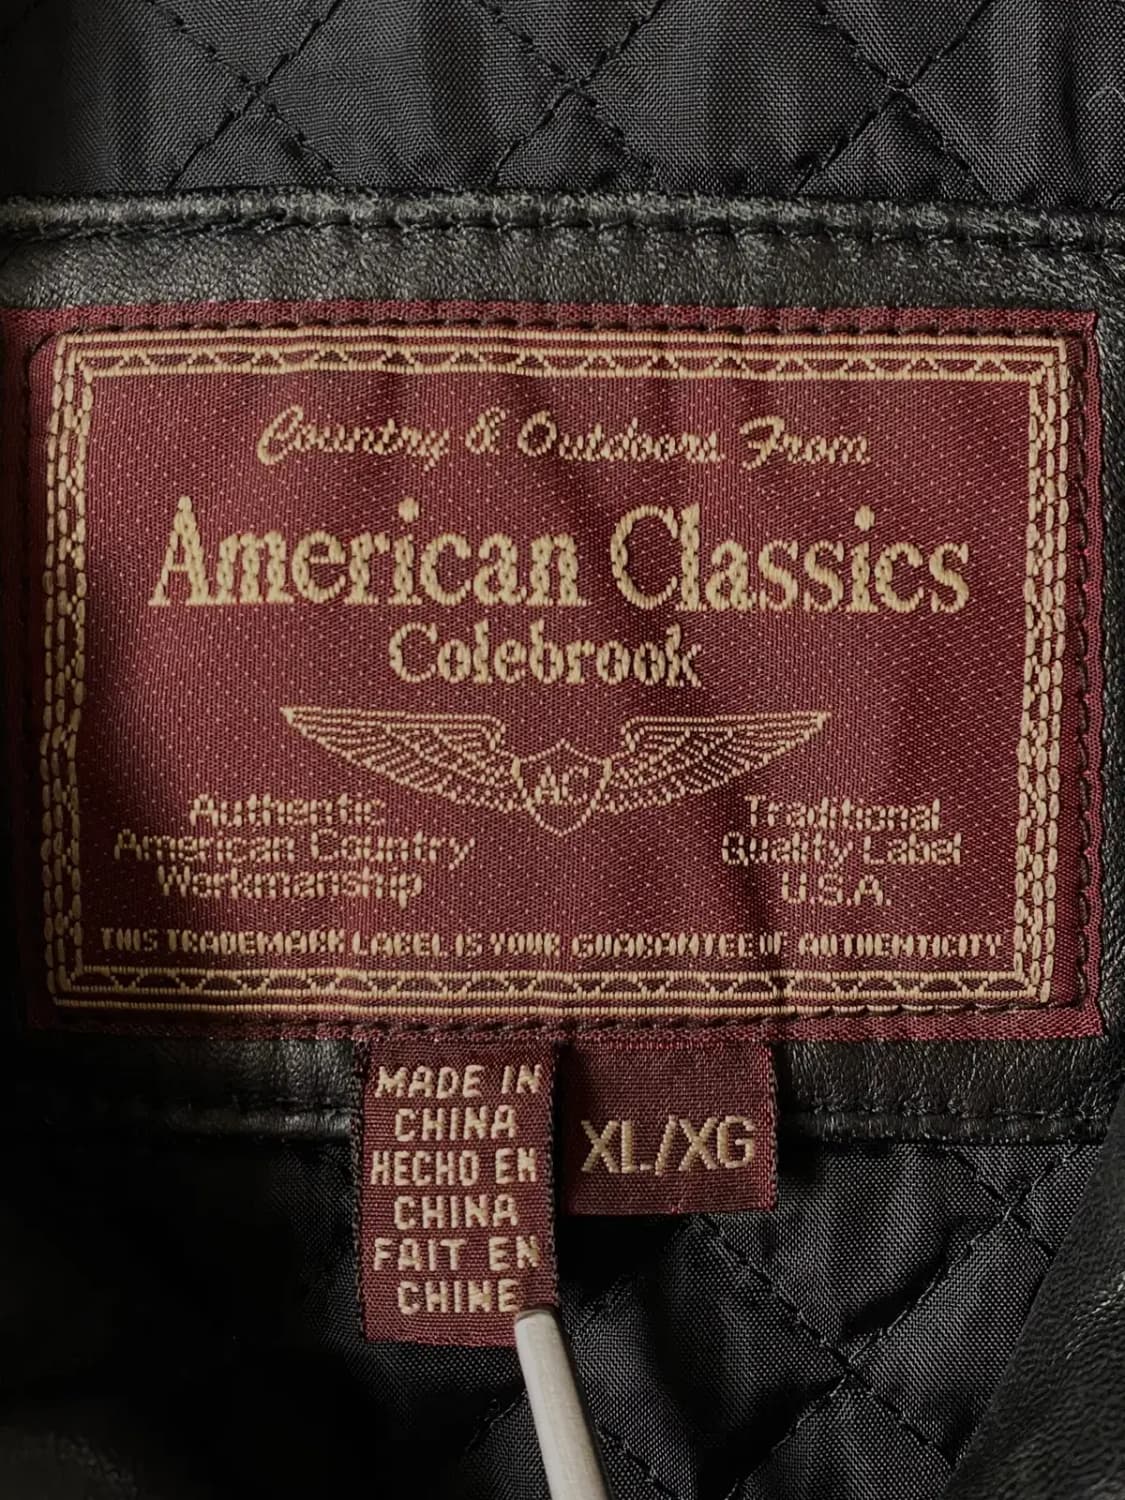 Country & Outdoors From
American Classics
Colebrook
AC
Authentic
American Country
Workmanship
Traditional
Quality Label
U.S.A.
THIS TRADEMARK LABEL IS YOUR GUARANTEE OF AUTHENTICITY
MADE IN
CHINA
HECHO EN
CHINA
FAIT EN
CHINE
XL/XG